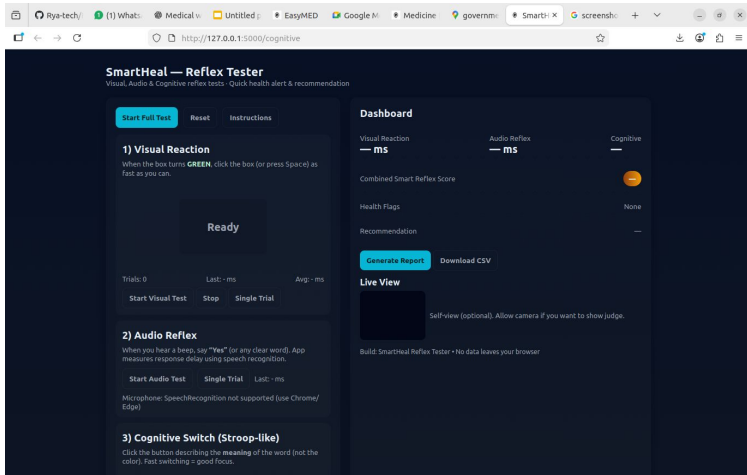 Rya-tech/
(1) Whats
Medical w
Untitled p
EasyMED
Google M
Medicine
governme
SmartH
screensho
http://127.0.0.1:5000/cognitive
SmartHeal — Reflex Tester
Visual, Audio & Cognitive reflex tests · Quick health alert & recommendation
Start Full Test
Reset
Instructions
1) Visual Reaction
When the box turns GREEN, click the box (or press Space) as
fast as you can.
Ready
Trials: 0
Last: - ms
Avg: - ms
Start Visual Test
Stop
Single Trial
2) Audio Reflex
When you hear a beep, say "Yes" (or any clear word). App
measures response delay using speech recognition.
Start Audio Test
Single Trial
Last: - ms
Microphone: SpeechRecognition not supported (use Chrome/
Edge)
3) Cognitive Switch (Stroop-like)
Click the button describing the meaning of the word (not the
color). Fast switching = good focus.
Dashboard
Visual Reaction
— ms
Audio Reflex
— ms
Cognitive
—
Combined Smart Reflex Score
—
Health Flags
None
Recommendation
—
Generate Report
Download CSV
Live View
Self-view (optional). Allow camera if you want to show judge.
Build: SmartHeal Reflex Tester • No data leaves your browser